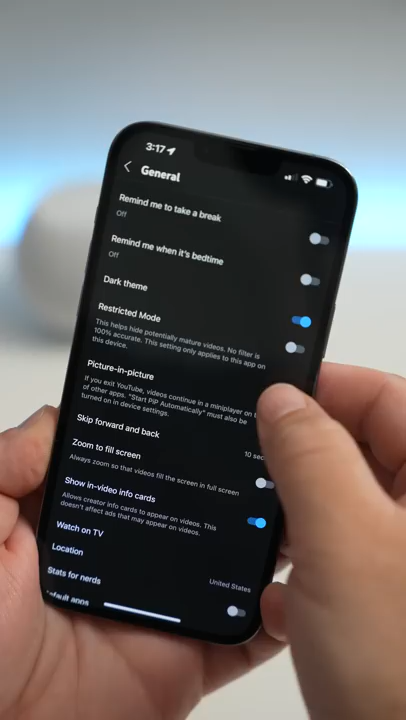 3:17
General
Remind me to take a break
Off
Remind me when it's bedtime
Off
Dark theme
Restricted Mode
This helps hide potentially mature videos. No filter is
100% accurate. This setting only applies to this app on
this device.
Picture-in-picture
If you exit YouTube, videos continue in a miniplayer on
of other apps. "Start PiP Automatically" must also be
turned on in device settings.
Skip forward and back
10
Zoom to fill screen
Always zoom so that videos fill the screen in full screen
Show in-video info cards
Allows creator info cards to appear on videos. This
doesn't affect ads that may appear on videos.
Watch on TV
Location
United States
Stats for nerds